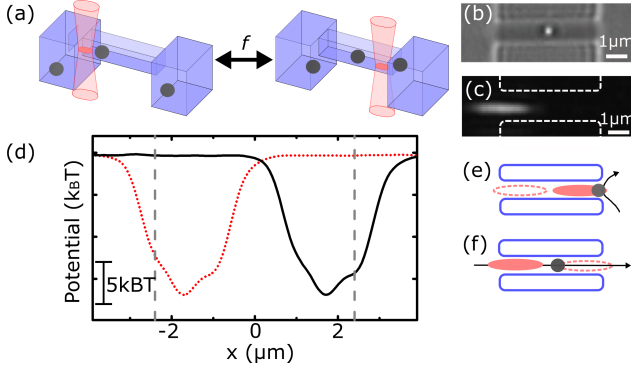 (a)
f
(b)
1μm
(c)
1μm
(d)
Potential (kBT)
5kBT
-2
0
2
x (μm)
(e)
(f)